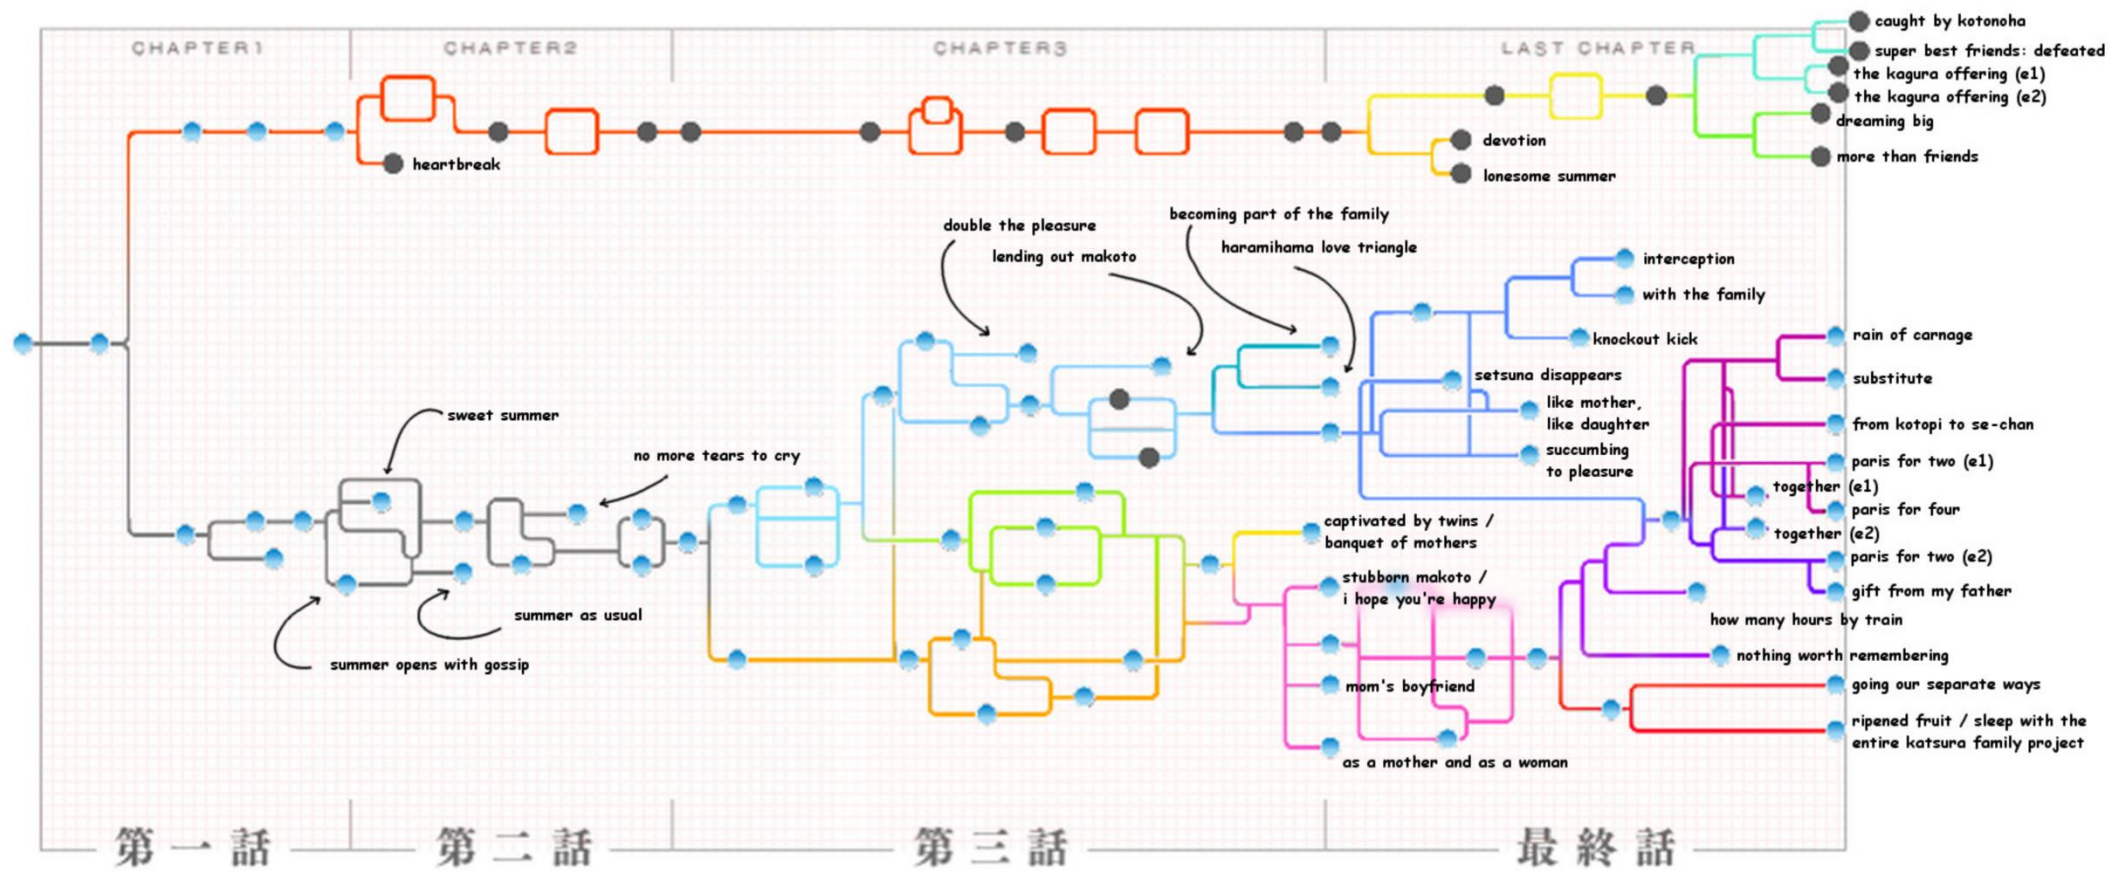 CHAPTER1
CHAPTER2
CHAPTER3
LAST CHAPTER
caught by kotonoha
super best friends: defeated
the kagura offering (e1)
the kagura offering (e2)
dreaming big
more than friends
heartbreak
devotion
lonesome summer
double the pleasure
lending out makoto
becoming part of the family
haramihama love triangle
interception
with the family
knockout kick
setsuna disappears
like mother,
like daughter
succumbing
to pleasure
rain of carnage
substitute
from kotopi to se-chan
paris for two (e1)
together (e1)
paris for four
together (e2)
paris for two (e2)
gift from my father
how many hours by train
nothing worth remembering
going our separate ways
ripened fruit / sleep with the
entire katsura family project
sweet summer
no more tears to cry
summer as usual
summer opens with gossip
captivated by twins /
banquet of mothers
stubborn makoto /
i hope you're happy
mom's boyfriend
as a mother and as a woman
第一話
第二話
第三話
最終話